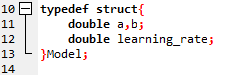 10 typedef struct{
11     double a,b;
12     double learning_rate;
13 }Model;
14